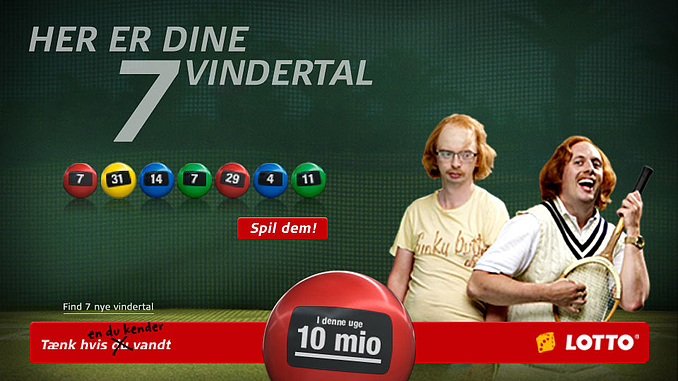 HER ER DINE
7 VINDERTAL
7 31 14 7 29 4 11
Spil dem!
Find 7 nye vindertal
I denne uge
10 mio
en du kender
Tænk hvis du vandt
LOTTO®